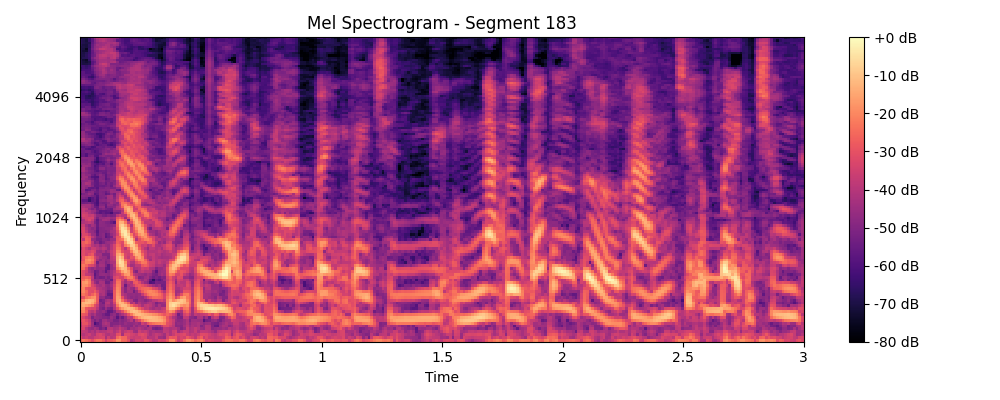 Mel Spectrogram - Segment 183
Frequency
4096
2048
1024
512
0
0
0.5
1
1.5
2
2.5
3
Time
+0 dB
-10 dB
-20 dB
-30 dB
-40 dB
-50 dB
-60 dB
-70 dB
-80 dB